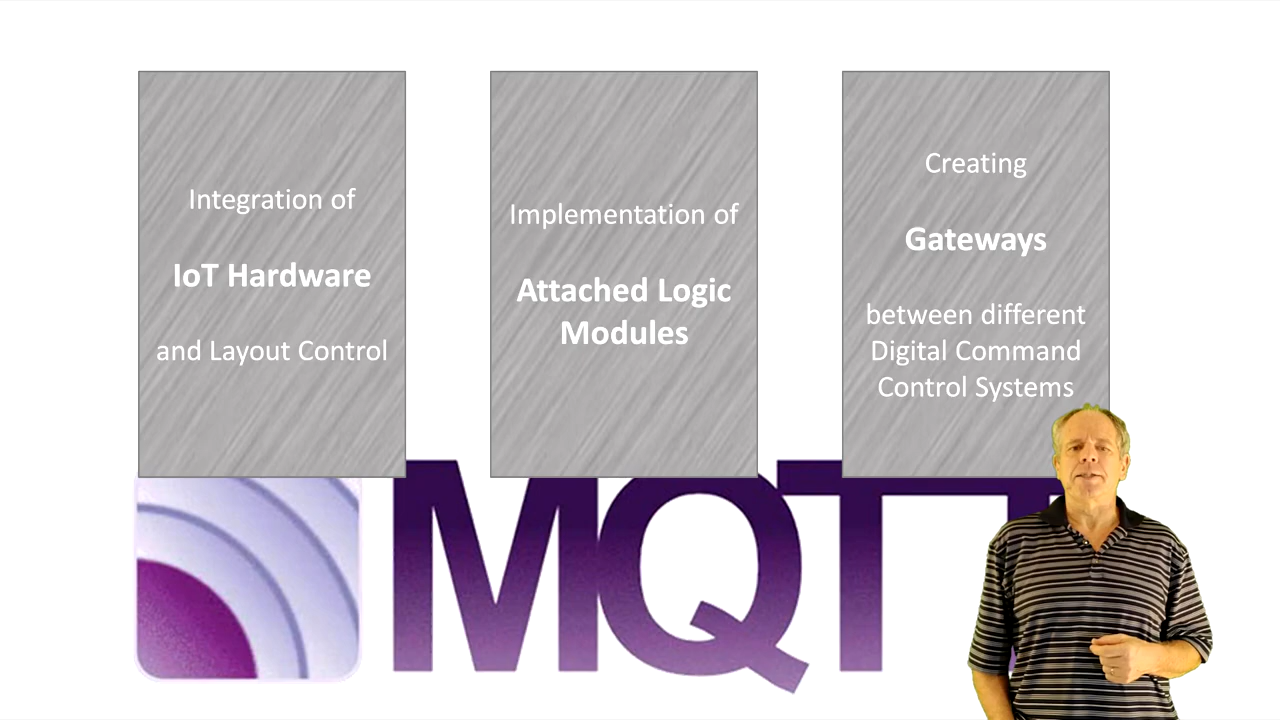 Integration of
IoT Hardware
and Layout Control
Implementation of
Attached Logic
Modules
Creating
Gateways
between different
Digital Command
Control Systems
MQTT